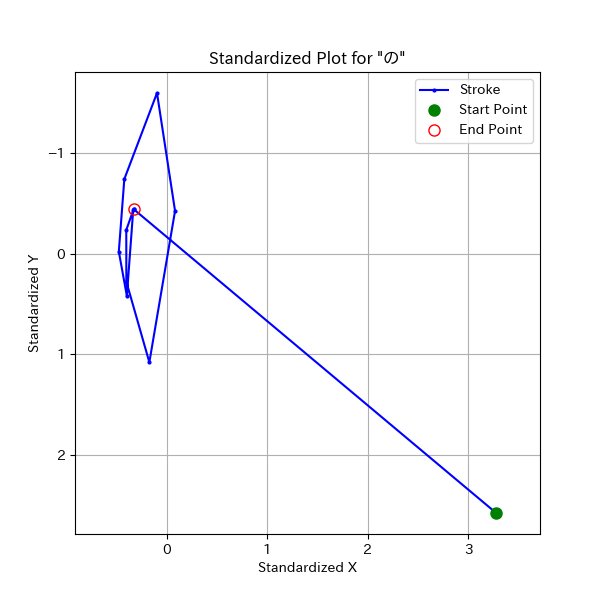 Standardized Plot for "の"
Stroke
Start Point
End Point
−1
0
1
2
Standardized Y
0
1
2
3
Standardized X